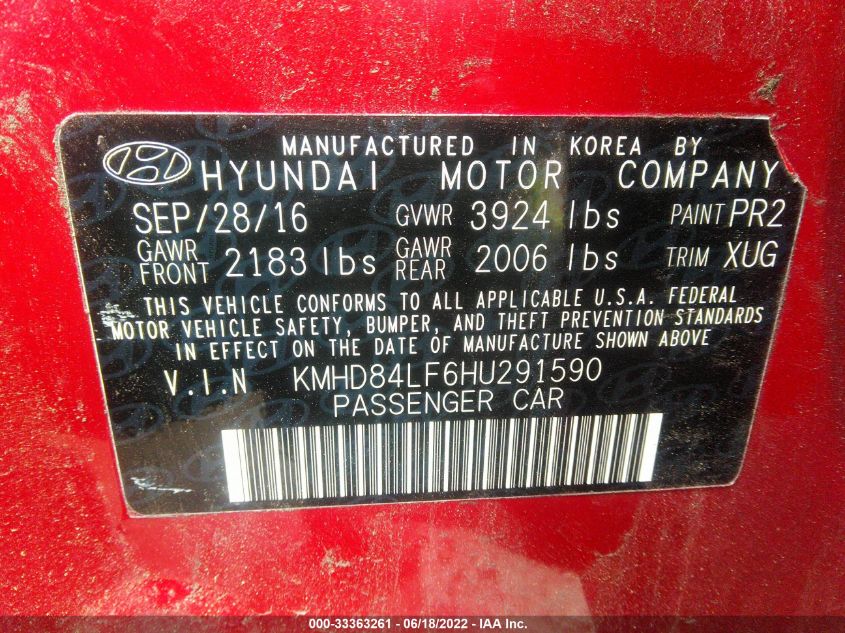 MANUFACTURED IN KOREA BY
HYUNDAI MOTOR COMPANY
SEP/28/16 GVWR 3924 lbs PAINT PR2
GAWR FRONT 2183 lbs GAWR REAR 2006 lbs TRIM XUG
THIS VEHICLE CONFORMS TO ALL APPLICABLE U.S.A. FEDERAL
MOTOR VEHICLE SAFETY, BUMPER, AND THEFT PREVENTION STANDARDS
IN EFFECT ON THE DATE OF MANUFACTURE SHOWN ABOVE
V.I.N KMHD84LF6HU291590
PASSENGER CAR
000-33363261 - 06/18/2022 - IAA Inc.